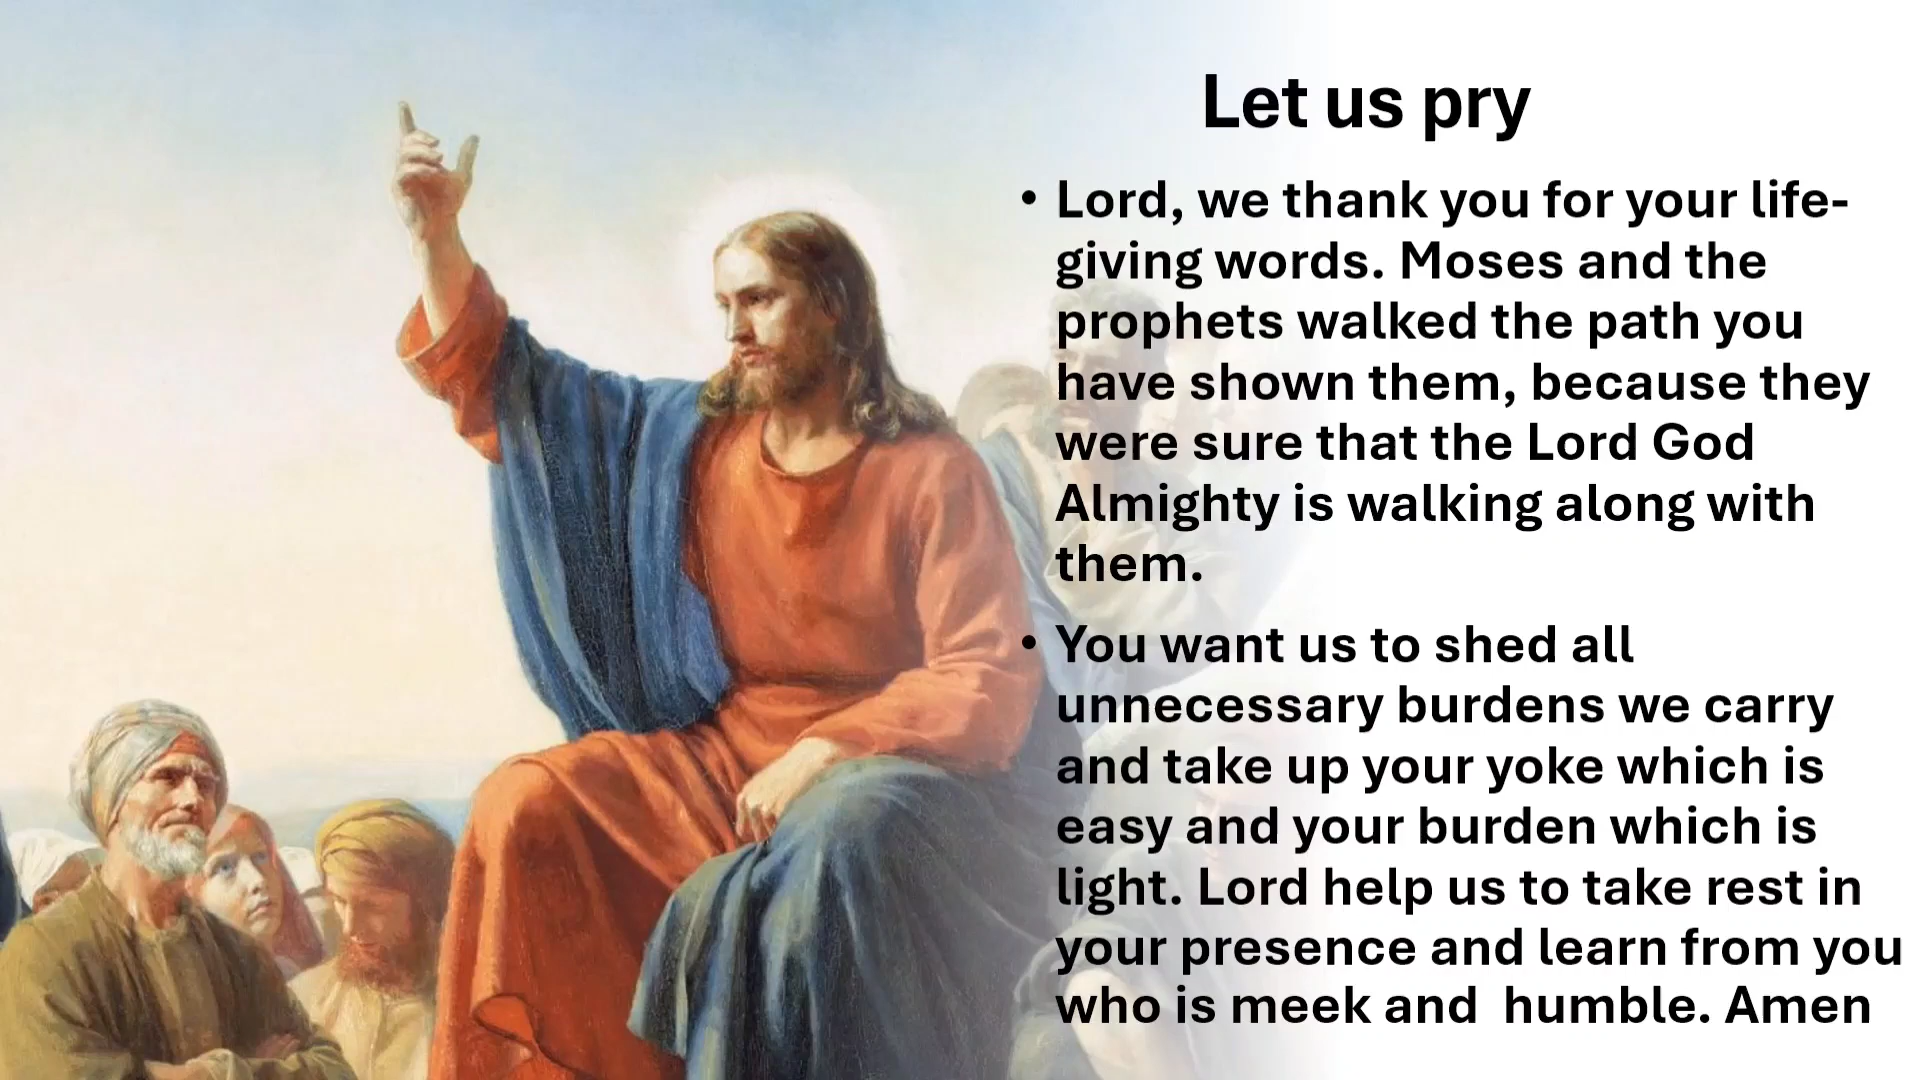 Let us pry
• Lord, we thank you for your life-
giving words. Moses and the
prophets walked the path you
have shown them, because they
were sure that the Lord God
Almighty is walking along with
them.
• You want us to shed all
unnecessary burdens we carry
and take up your yoke which is
easy and your burden which is
light. Lord help us to take rest in
your presence and learn from you
who is meek and  humble. Amen